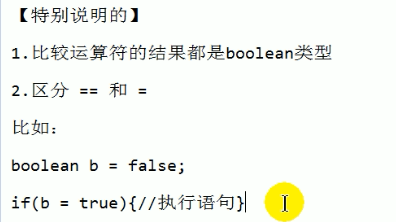 【特别说明的】
1.比较运算符的结果都是boolean类型
2.区分 == 和 =
比如:
boolean b = false;
if(b = true){//执行语句}